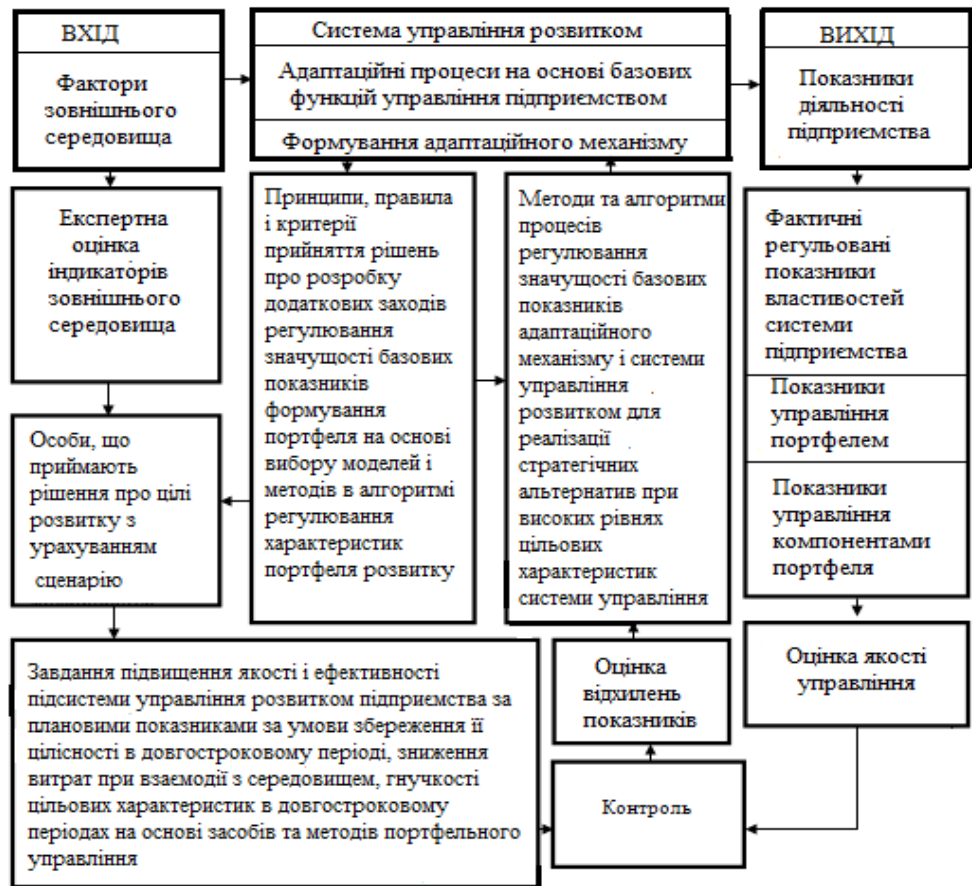 ВХІД
Фактори
зовнішнього
середовища
Система управління розвитком
Адаптаційні процеси на основі базових
функцій управління підприємством
Формування адаптаційного механізму
ВИХІД
Показники
діяльності
підприємства
Експертна
оцінка
індикаторів
зовнішнього
середовища
Принципи, правила
і критерії
прийняття рішень
про розробку
додаткових заходів
регулювання
значущості базових
показників
формування
портфеля на основі
вибору моделей і
методів в алгоритмі
регулювання
характеристик
портфеля розвитку
Методи та алгоритми
процесів
регулювання
значущості базових
показників
адаптаційного
механізму і системи
управління
розвитком для
реалізації
стратегічних
альтернатив при
високих рівнях
цільових
характеристик
системи управління
Фактичні
регульовані
показники
властивостей
системи
підприємства
Показники
управління
портфелем
Показники
управління
компонентами
портфеля
Особи, що
приймають
рішення про цілі
розвитку з
урахуванням
сценарію
Завдання підвищення якості і ефективності
підсистеми управління розвитком підприємства за
плановими показниками за умови збереження її
цілісності в довгостроковому періоді, зниження
витрат при взаємодії з середовищем, гнучкості
цільових характеристик в довгостроковому
періодах на основі засобів та методів портфельного
управління
Оцінка
відхилень
показників
Оцінка якості
управління
Контроль